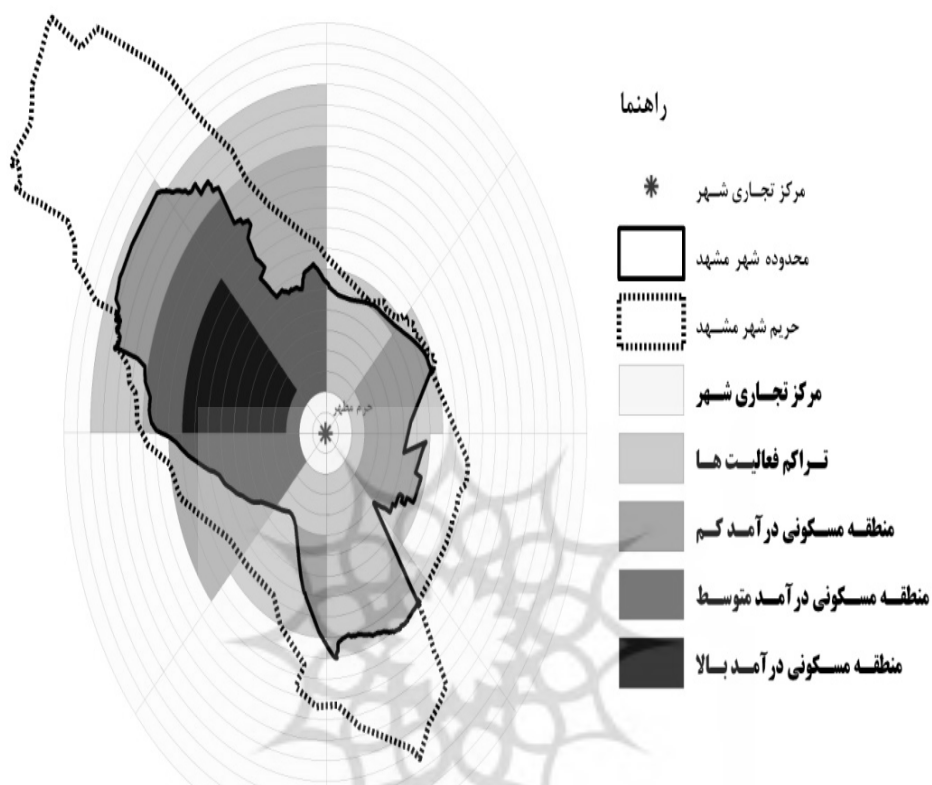 راهنما
مرکز تجاری شهر
محدوده شهر مشهد
حریم شهر مشهد
مرکز تجاری شهر
تراکم فعالیت ها
منطقه مسکونی درآمد کم
منطقه مسکونی درآمد متوسط
منطقه مسکونی درآمد بالا
حرم مطهر